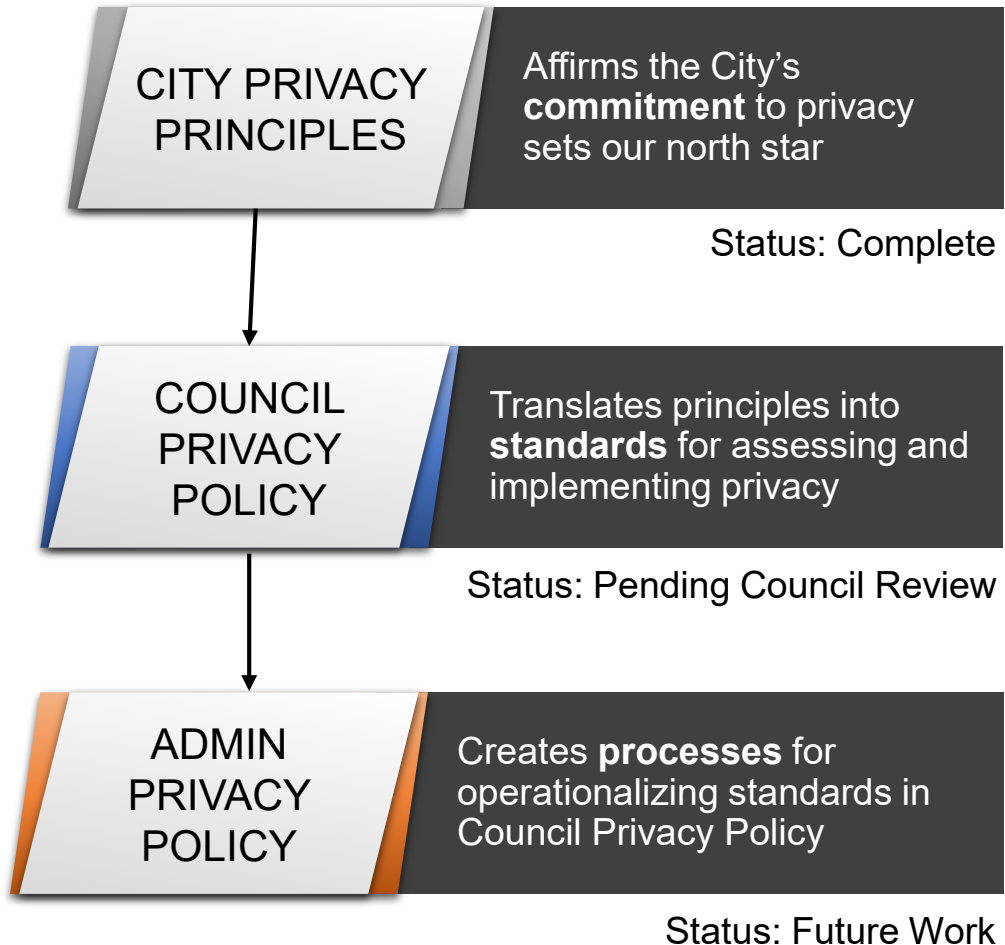 CITY PRIVACY
PRINCIPLES
Affirms the City’s
commitment to privacy
sets our north star
Status: Complete
COUNCIL
PRIVACY
POLICY
Translates principles into
standards for assessing and
implementing privacy
Status: Pending Council Review
ADMIN
PRIVACY
POLICY
Creates processes for
operationalizing standards in
Council Privacy Policy
Status: Future Work